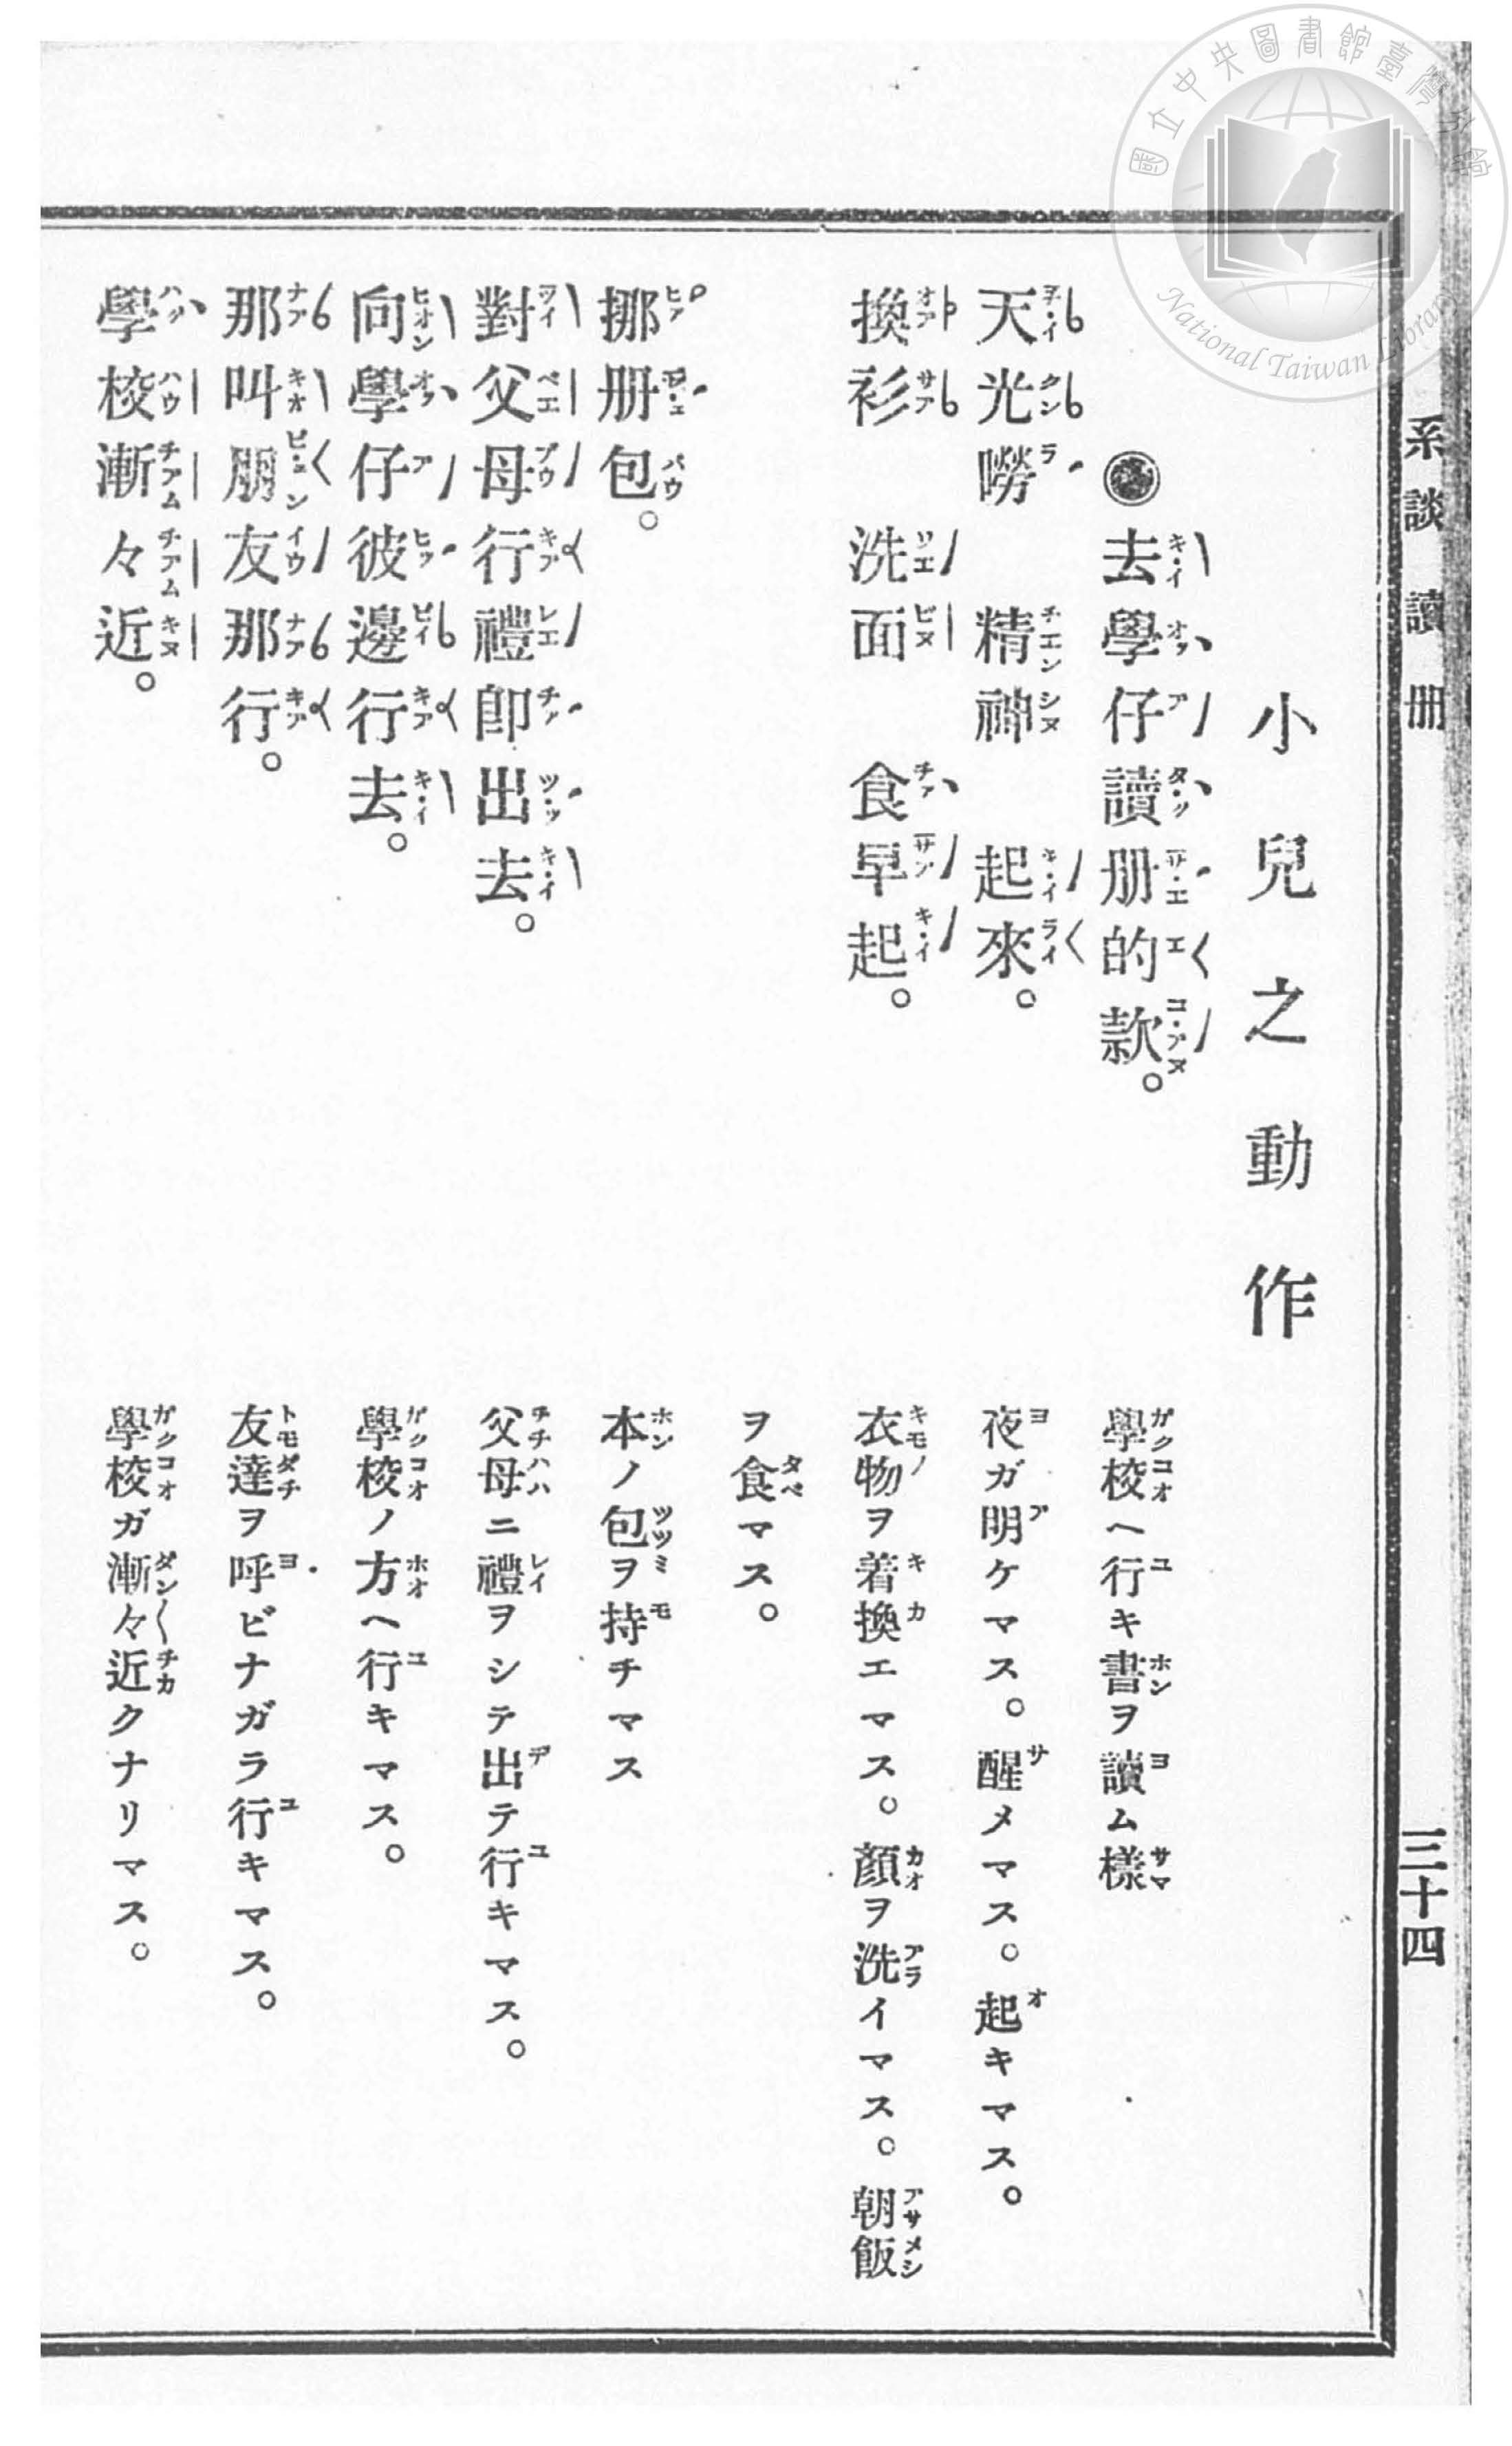 國立中央圖書館臺灣分館
National Taiwan Library
系談讀册
三十四
小兒之動作
去學仔讀册的款。
學校ヘ行キ書ヲ讀ム樣
天光嘮 精神 起來。
夜ガ明ケマス。醒メマス。起キマス。
換衫 洗面 食早起。
衣物ヲ着換エマス。顏ヲ洗イマス。朝飯
ヲ食マス。
挪册包。
本ノ包ヲ持チマス
對父母行禮卽出去。
父母ニ禮ヲシテ出テ行キマス。
向學仔彼邊行去。
學校ノ方ヘ行キマス。
那叫朋友那行。
友達ヲ呼ビナガラ行キマス。
學校漸々近。
學校ガ漸々近クナリマス。